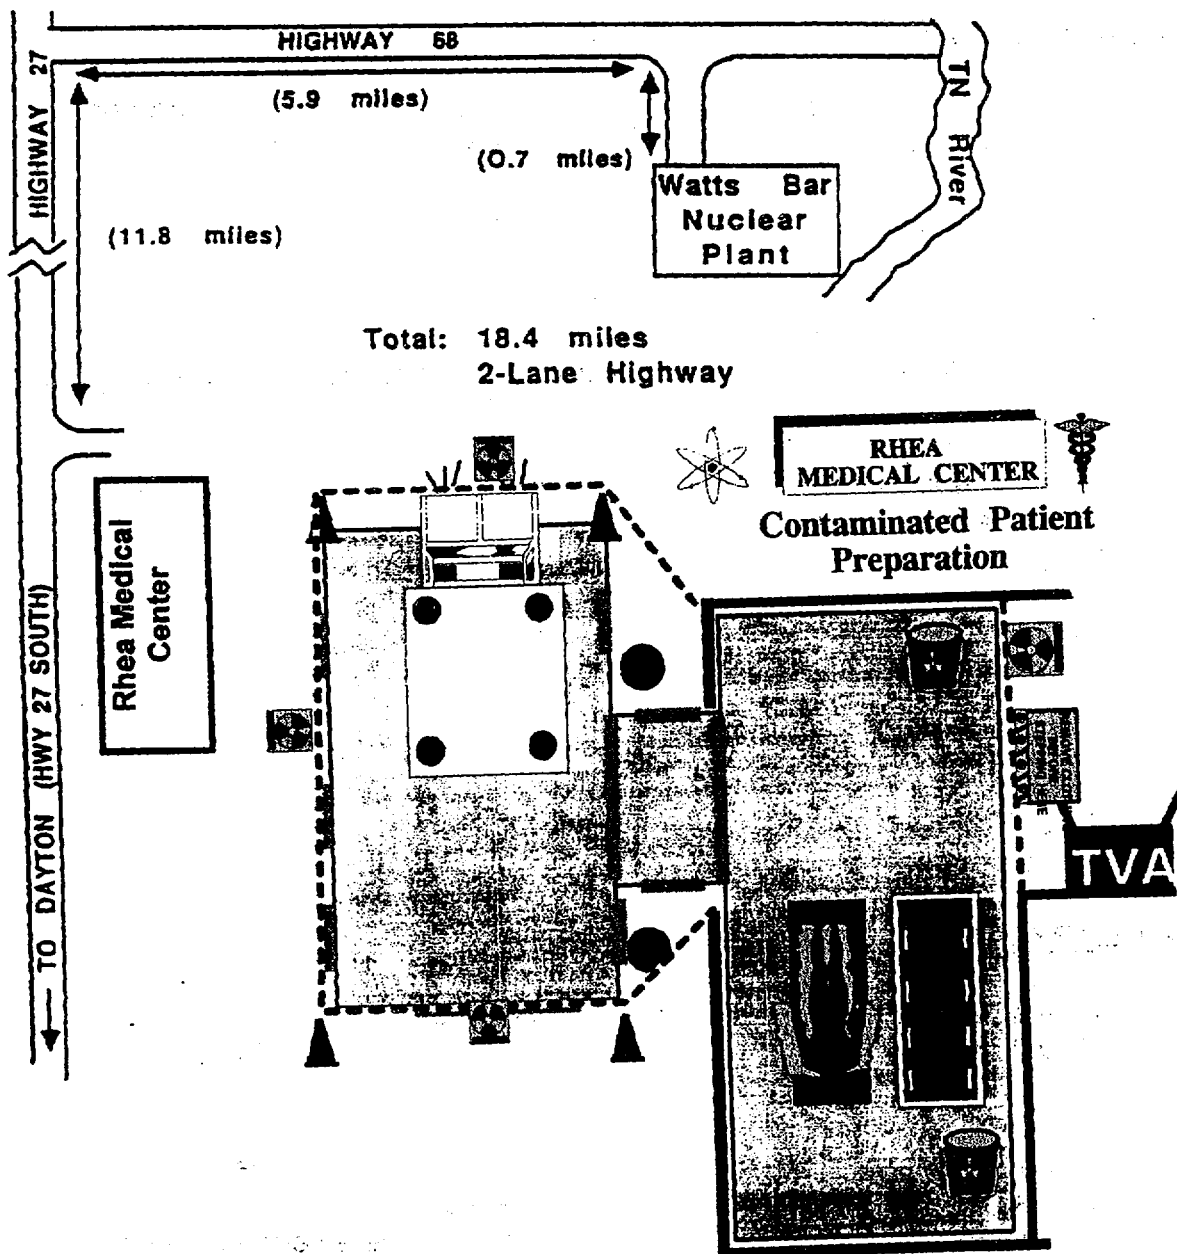 HIGHWAY 68
HIGHWAY 27
(5.9 miles)
(0.7 miles)
TN River
Watts Bar
Nuclear
Plant
(11.8 miles)
Total: 18.4 miles
2-Lane Highway
RHEA
MEDICAL CENTER
Contaminated Patient
Preparation
Rhea Medical
Center
TO DAYTON (HWY 27 SOUTH)
TVA